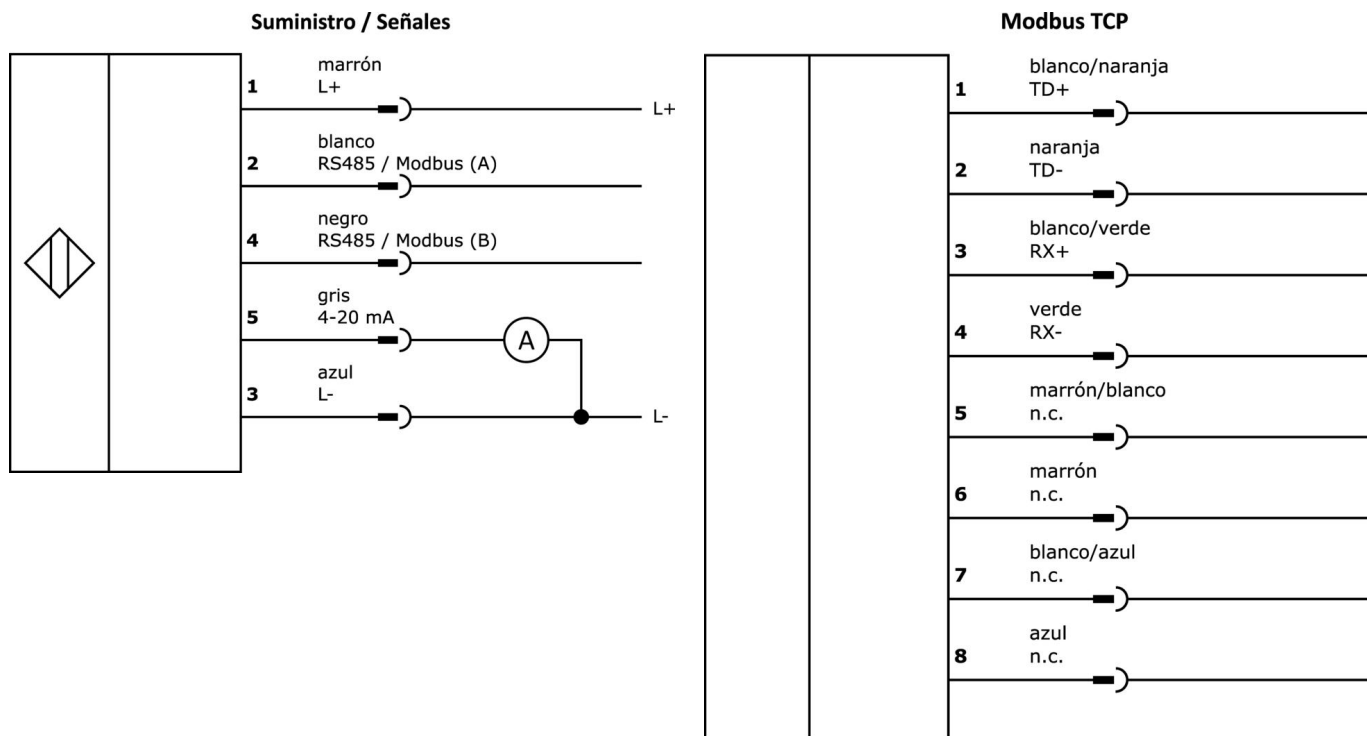 Suministro / Señales
marrón
1 L+
L+
blanco
2 RS485 / Modbus (A)
negro
4 RS485 / Modbus (B)
gris
5 4-20 mA
A
azul
3 L-
L-
Modbus TCP
blanco/naranja
1 TD+
naranja
2 TD-
blanco/verde
3 RX+
verde
4 RX-
marrón/blanco
5 n.c.
marrón
6 n.c.
blanco/azul
7 n.c.
azul
8 n.c.